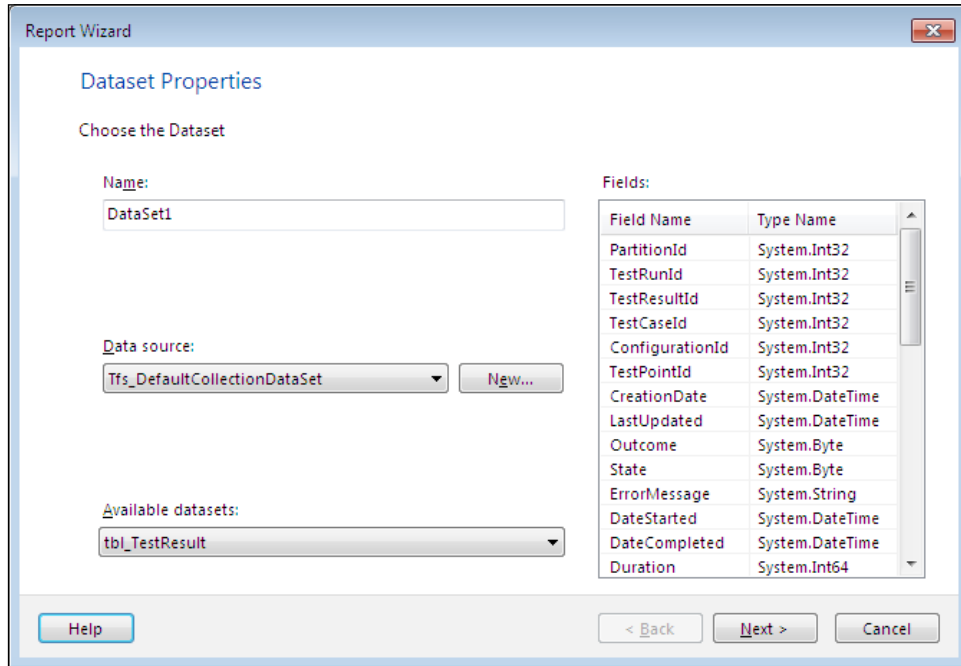 Report Wizard
Dataset Properties
Choose the Dataset
Name:
DataSet1
Data source:
Tfs_DefaultCollectionDataSet
New...
Available datasets:
tbl_TestResult
Fields:
Field Name Type Name
PartitionId System.Int32
TestRunId System.Int32
TestResultId System.Int32
TestCaseId System.Int32
ConfigurationId System.Int32
TestPointId System.Int32
CreationDate System.DateTime
LastUpdated System.DateTime
Outcome System.Byte
State System.Byte
ErrorMessage System.String
DateStarted System.DateTime
DateCompleted System.DateTime
Duration System.Int64
Help
< Back
Next >
Cancel